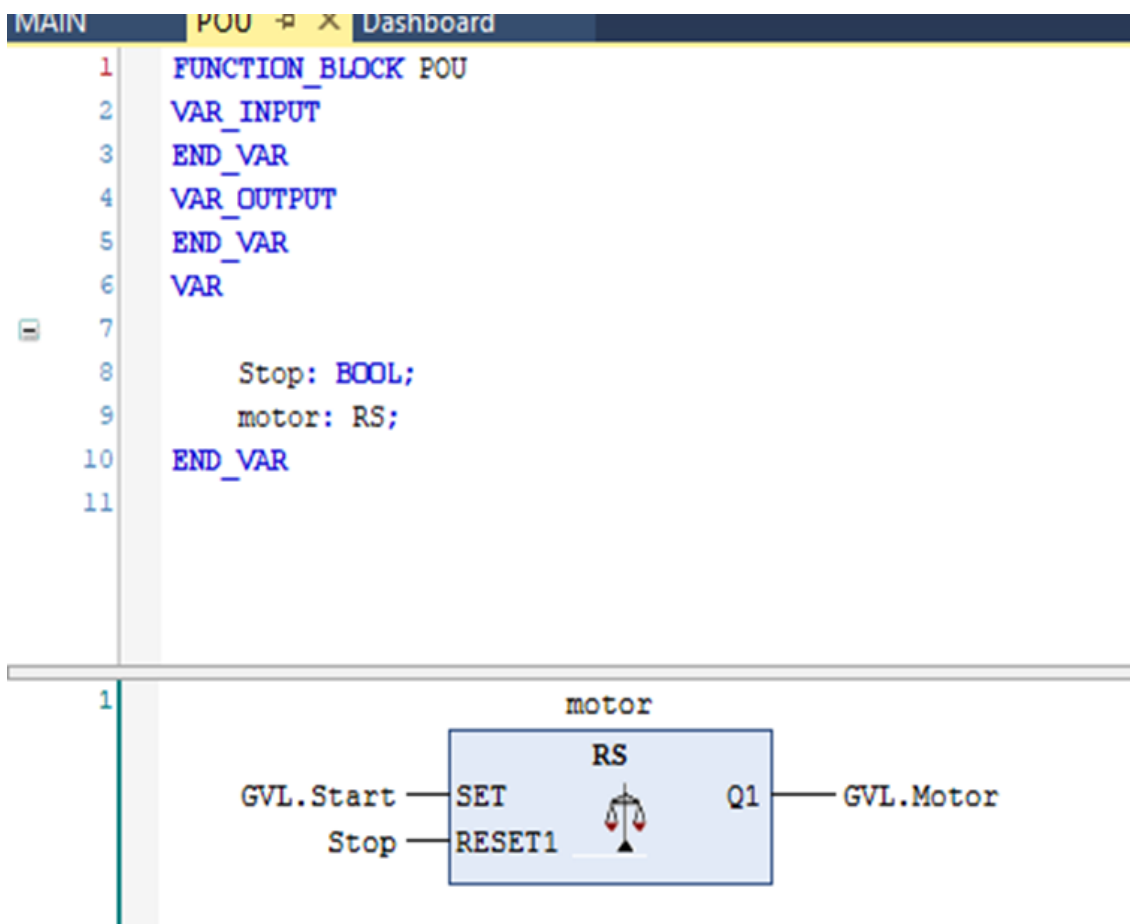 MAIN POU Dashboard
1 FUNCTION_BLOCK POU
2 VAR_INPUT
3 END_VAR
4 VAR_OUTPUT
5 END_VAR
6 VAR
7
8 Stop: BOOL;
9 motor: RS;
10 END_VAR
11
1 motor
RS
GVL.Start SET Q1 GVL.Motor
Stop RESET1